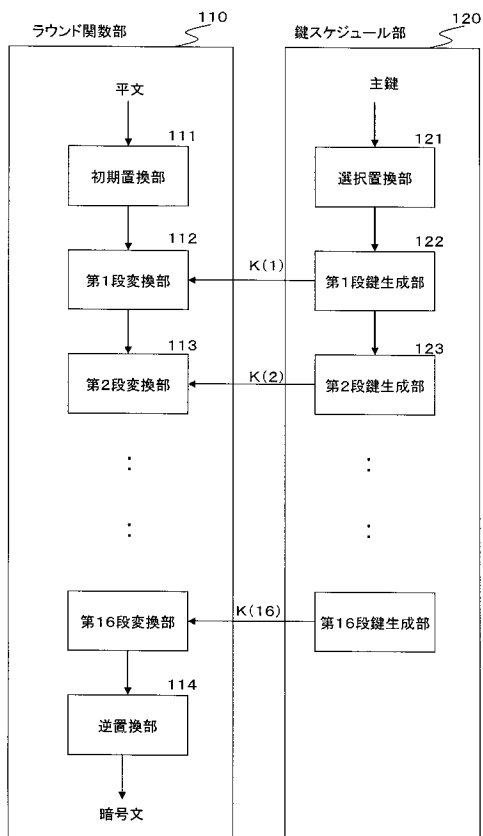 ラウンド関数部
110
平文
111
初期置換部
112
第1段変換部
113
第2段変換部
:
:
第16段変換部
114
逆置換部
暗号文
K(1)
K(2)
K(16)
鍵スケジュール部
120
主鍵
121
選択置換部
122
第1段鍵生成部
123
第2段鍵生成部
:
:
第16段鍵生成部